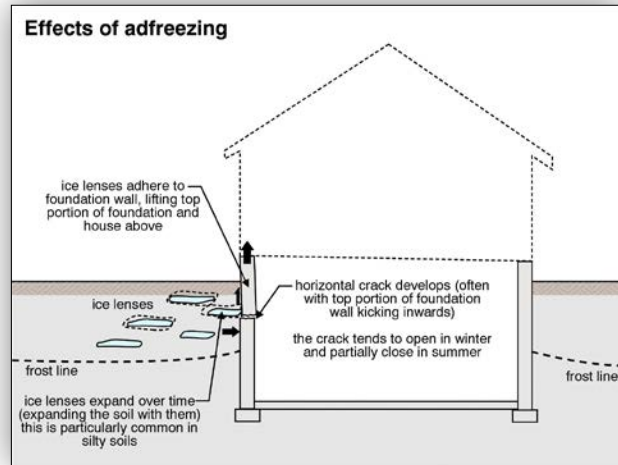 Effects of adfreezing
ice lenses adhere to
foundation wall, lifting top
portion of foundation and
house above
ice lenses
horizontal crack develops (often
with top portion of foundation
wall kicking inwards)
the crack tends to open in winter
and partially close in summer
frost line
frost line
ice lenses expand over time
(expanding the soil with them)
this is particularly common in
silty soils